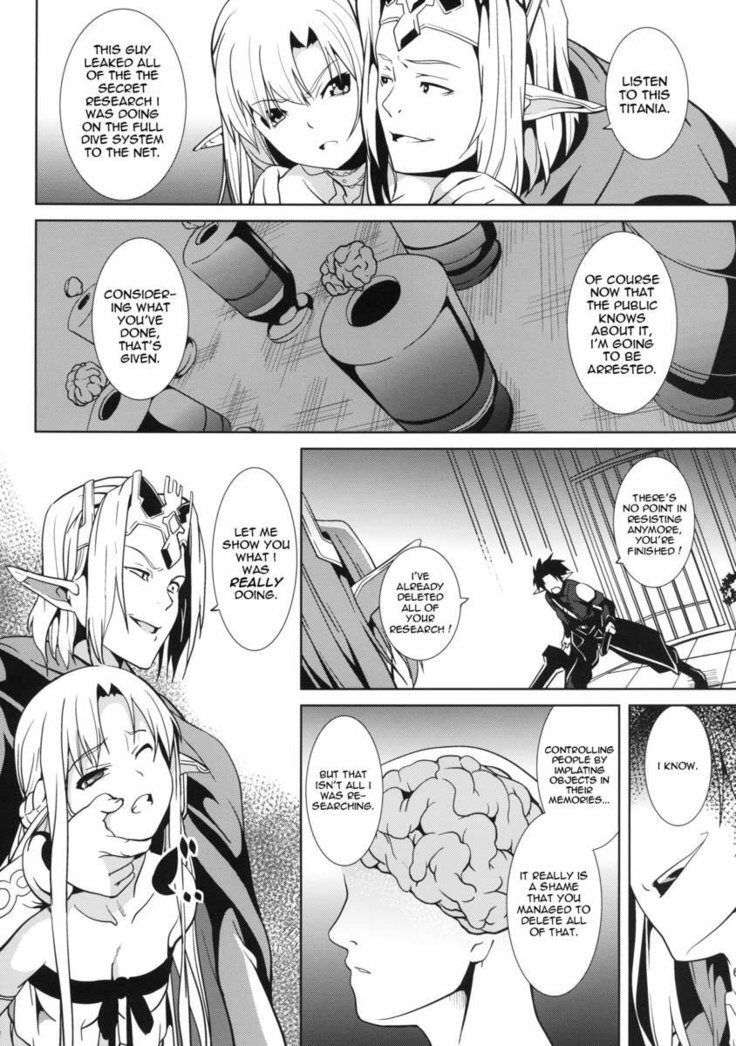 LISTEN
TO THIS
TITANIA.
THIS GUY
LEAKED ALL
OF THE THE
SECRET
RESEARCH I
WAS DOING
ON THE FULL
DIVE SYSTEM
TO THE NET.
OF COURSE
NOW THAT
THE PUBLIC
KNOWS
ABOUT IT,
I'M GOING
TO BE
ARRESTED.
CONSIDER-
ING WHAT
YOU'VE
DONE,
THAT'S
GIVEN.
THERE'S
NO POINT IN
RESISTING
ANYMORE,
YOU'RE
FINISHED!
I'VE
ALREADY
DELETED
ALL OF
YOUR
RESEARCH!
I KNOW.
CONTROLLING
PEOPLE BY
IMPLATING
OBJECTS IN
THEIR
MEMORIES...
IT REALLY IS
A SHAME
THAT YOU
MANAGED TO
DELETE ALL
OF THAT.
BUT THAT
ISN'T ALL I
WAS RE-
SEARCHING.
LET ME
SHOW YOU
WHAT I
WAS
REALLY
DOING.